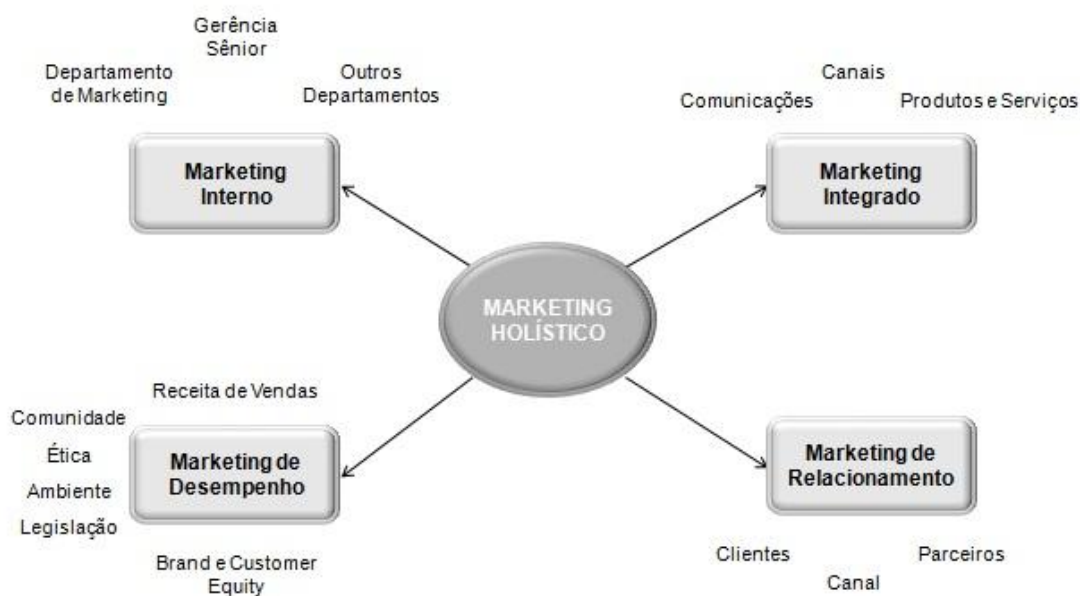 Gerência
Sênior
Departamento
de Marketing
Outros
Departamentos
Marketing
Interno
Canais
Comunicações
Produtos e Serviços
Marketing
Integrado
MARKETING
HOLÍSTICO
Receita de Vendas
Comunidade
Ética
Ambiente
Legislação
Marketing de
Desempenho
Brand e Customer
Equity
Marketing de
Relacionamento
Clientes
Parceiros
Canal